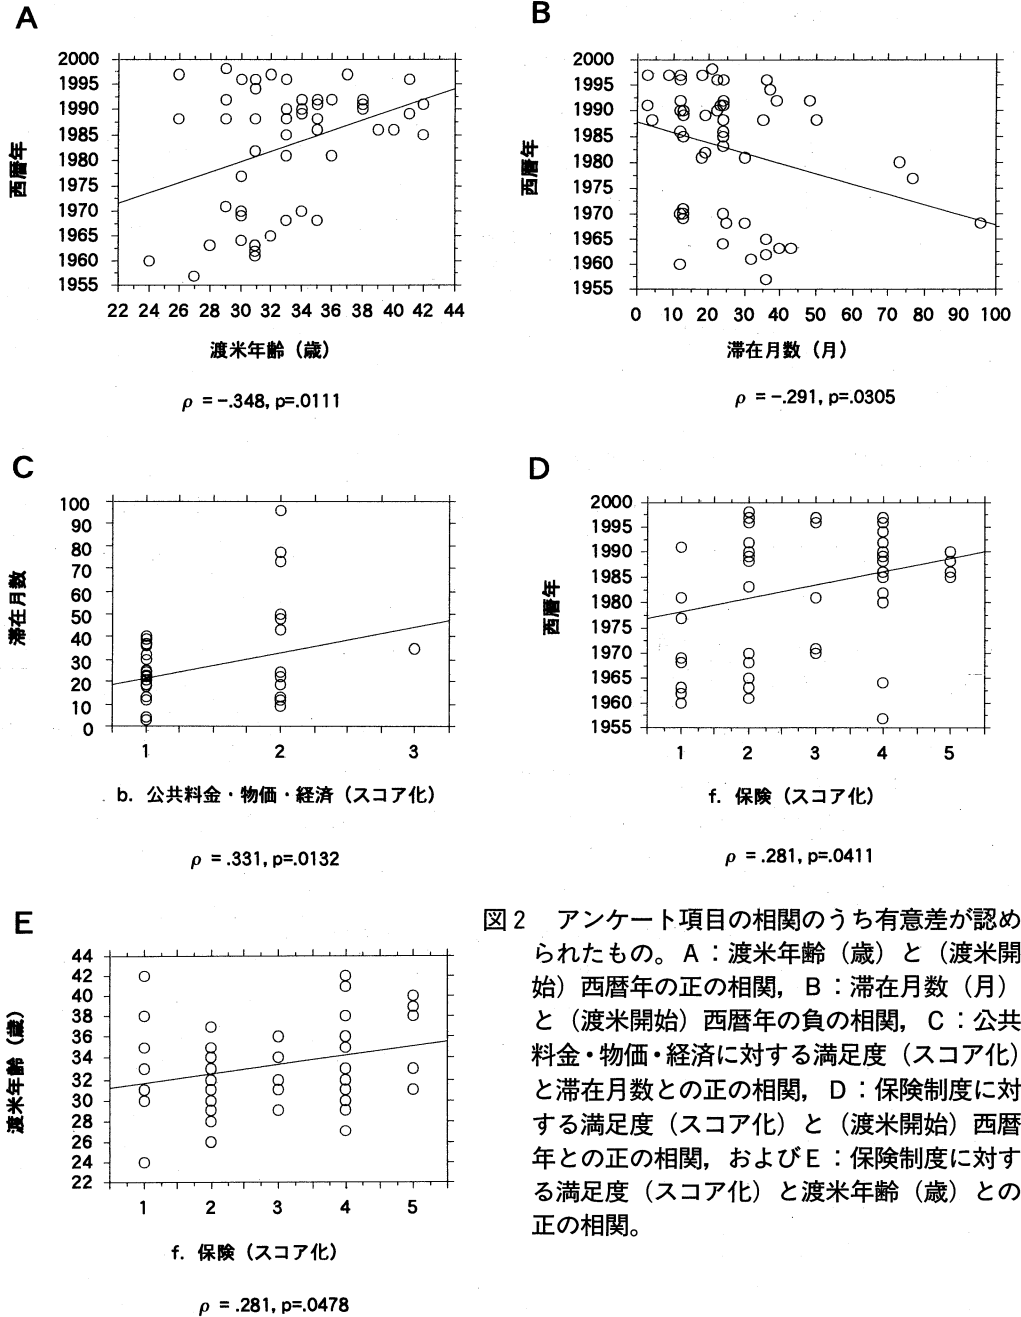 A
2000
1995
1990
1985
1980
1975
1970
1965
1960
1955
西暦年
22 24 26 28 30 32 34 36 38 40 42 44
渡米年齢（歳）
ρ =−.348, p=.0111
B
2000
1995
1990
1985
1980
1975
1970
1965
1960
1955
西暦年
0 10 20 30 40 50 60 70 80 90 100
滞在月数（月）
ρ =−.291, p=.0305
C
100
90
80
70
60
50
40
30
20
10
0
滞在月数
1 2 3
b. 公共料金・物価・経済（スコア化）
ρ =.331, p=.0132
D
2000
1995
1990
1985
1980
1975
1970
1965
1960
1955
西暦年
1 2 3 4 5
f. 保険（スコア化）
ρ =.281, p=.0411
E
44
42
40
38
36
34
32
30
28
26
24
22
渡米年齢（歳）
1 2 3 4 5
f. 保険（スコア化）
ρ =.281, p=.0478
図2　アンケート項目の相関のうち有意差が認め
られたもの。A：渡米年齢（歳）と（渡米開
始）西暦年の正の相関，B：滞在月数（月）
と（渡米開始）西暦年の負の相関，C：公共
料金・物価・経済に対する満足度（スコア化）
と滞在月数との正の相関，D：保険制度に対
する満足度（スコア化）と（渡米開始）西暦
年との正の相関，およびE：保険制度に対す
る満足度（スコア化）と渡米年齢（歳）との
正の相関。